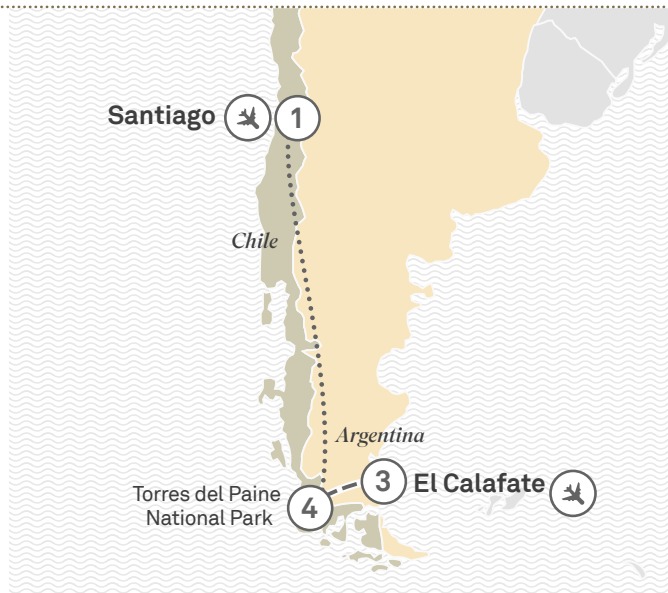 Santiago
1
Chile
Argentina
3
El Calafate
Torres del Paine
National Park
4